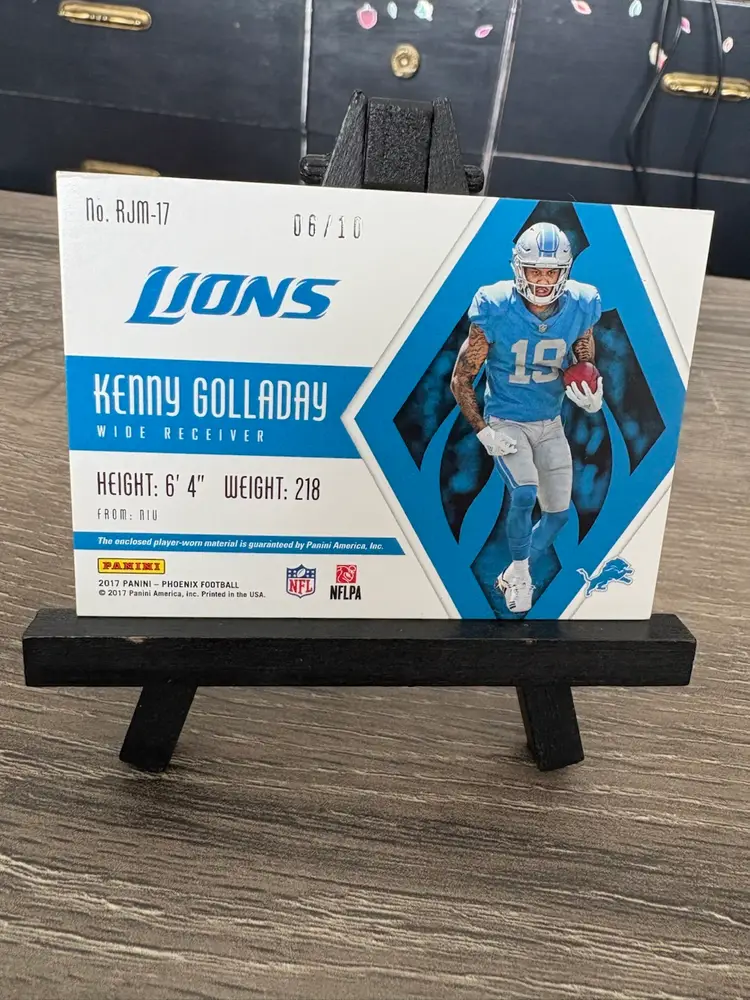 No. RJM-17
06/10
LIONS
KENNY GOLLADAY
WIDE RECEIVER
HEIGHT: 6' 4" WEIGHT: 218
FROM: NIU
The enclosed player-worn material is guaranteed by Panini America, Inc.
PANINI
2017 PANINI – PHOENIX FOOTBALL
© 2017 Panini America, Inc. Printed in the USA.
NFL
NFLPA
19